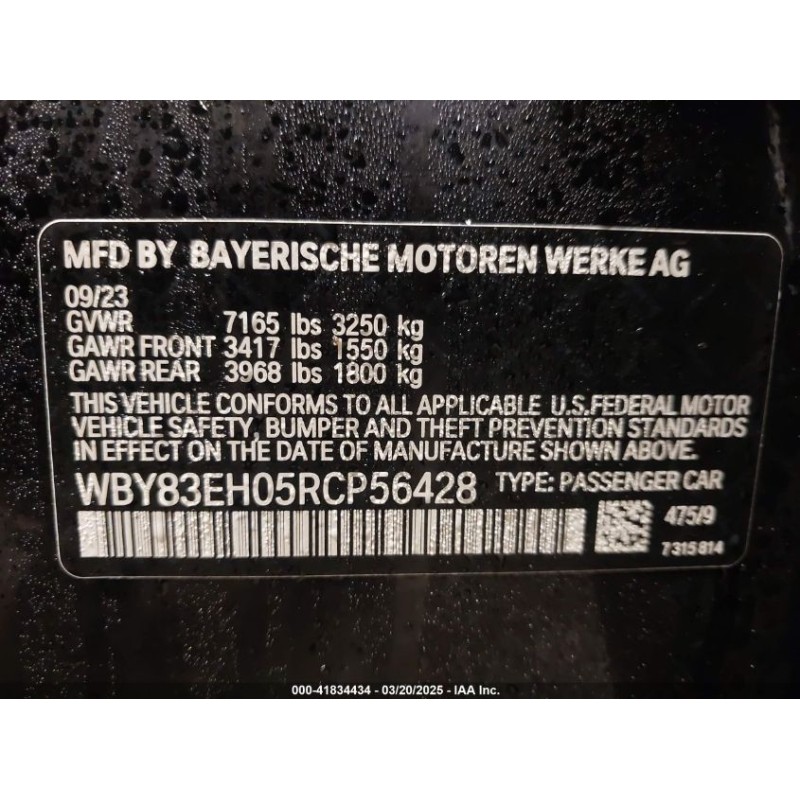 MFD BY BAYERISCHE MOTOREN WERKE AG
09/23
GVWR 7165 lbs 3250 kg
GAWR FRONT 3417 lbs 1550 kg
GAWR REAR 3968 lbs 1800 kg
THIS VEHICLE CONFORMS TO ALL APPLICABLE U.S.FEDERAL MOTOR
VEHICLE SAFETY, BUMPER AND THEFT PREVENTION STANDARDS
IN EFFECT ON THE DATE OF MANUFACTURE SHOWN ABOVE.
WBY83EH05RCP56428 TYPE: PASSENGER CAR
475/9
7315814
000-41834434 - 03/20/2025 - IAA Inc.